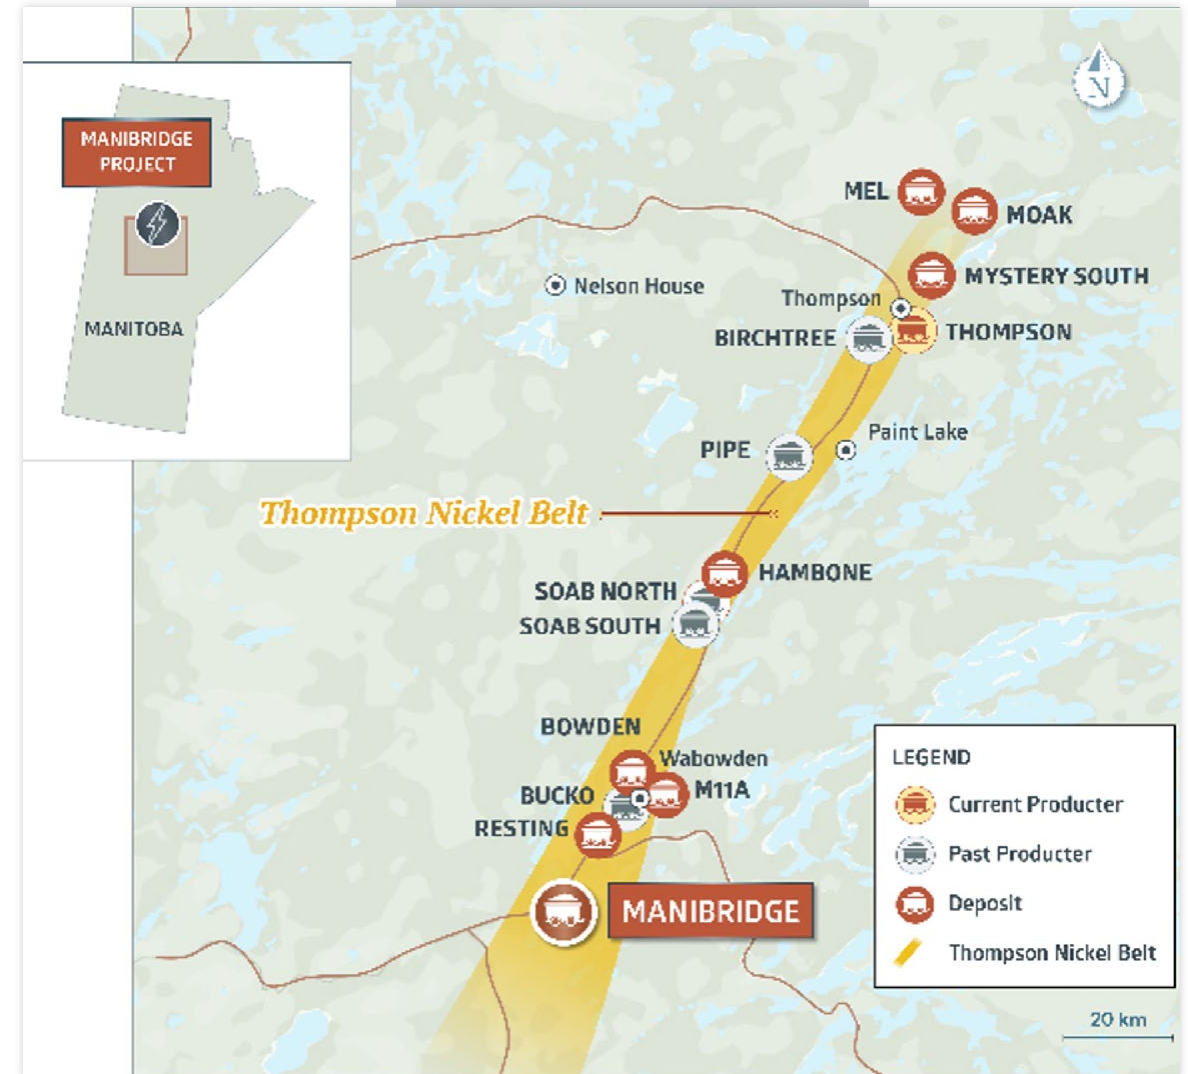 N
MANIBRIDGE
PROJECT
MANITOBA
MEL
MOAK
MYSTERY SOUTH
Nelson House
Thompson
BIRCHTREE
THOMPSON
Paint Lake
PIPE
Thompson Nickel Belt
HAMBONE
SOAB NORTH
SOAB SOUTH
BOWDEN
Wabowden
M11A
BUCKO
RESTING
MANIBRIDGE
LEGEND
Current Producter
Past Producter
Deposit
Thompson Nickel Belt
20 km